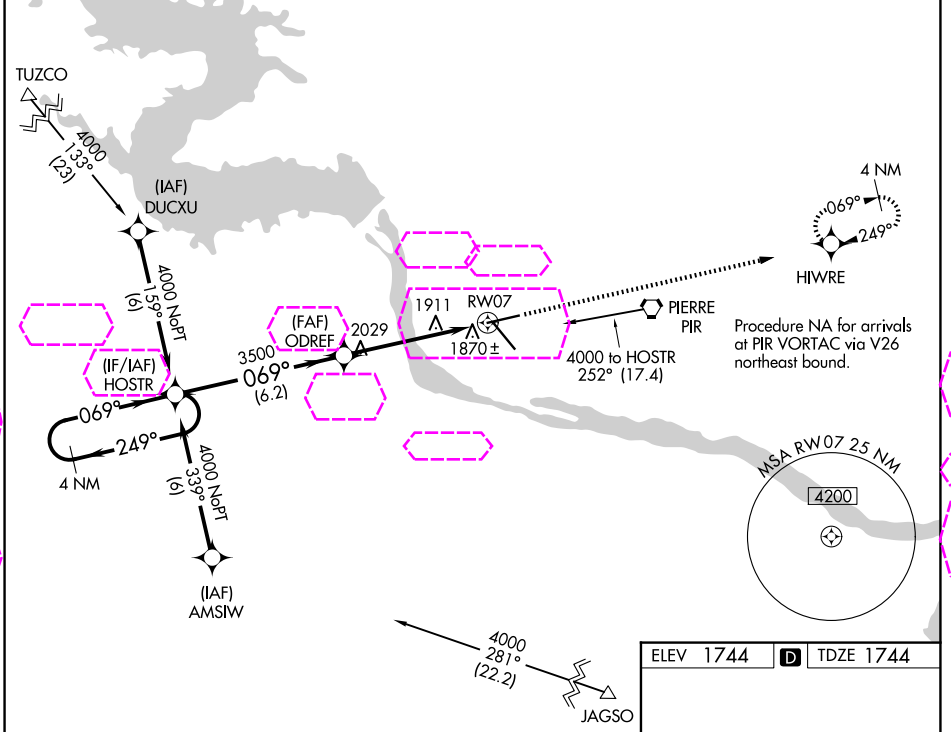 TUZCO
4000
133°
(23)
(IAF)
DUCXU
4000 NoPT
159°
(6)
4 NM
069°
249°
HIWRE
(FAF)
ODREF
2029
1911
RW07
1870±
PIERRE
PIR
4000 to HOSTR
252° (17.4)
Procedure NA for arrivals
at PIR VORTAC via V26
northeast bound.
(IF/IAF)
HOSTR
3500
069°
(6.2)
069°
249°
4 NM
4000 NoPT
339°
(6)
(IAF)
AMSIW
MSA RW07 25 NM
4200
4000
281°
(22.2)
JAGSO
ELEV 1744 D TDZE 1744